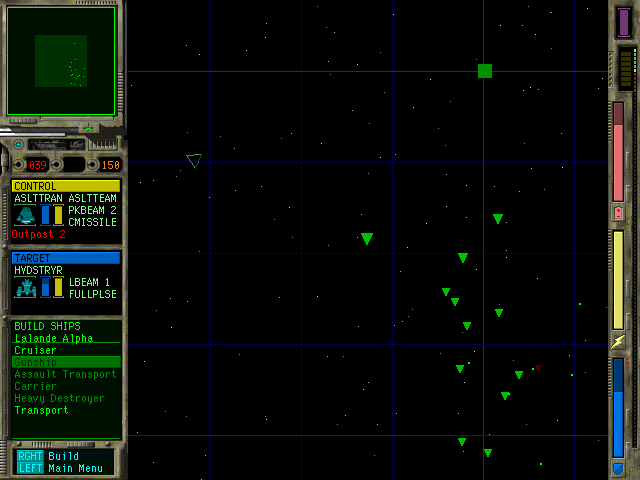 039 150
CONTROL
ASLTTRAN ASLTTEAM
PKBEAM 2
CMISSILE
Outpost 2
TARGET
HVDSTRYR
LBEAM 1
FULLPLSE
BUILD SHIPS
Lalande Alpha
Cruiser
Gunship
Assault Transport
Carrier
Heavy Destroyer
Transport
RGHT Build
LEFT Main Menu